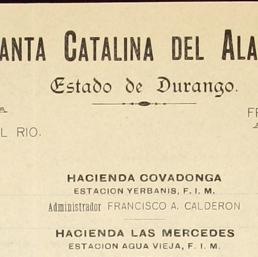 ANTA CATALINA DEL ALA
Estado de Durango.
FR
L RIO.
HACIENDA COVADONGA
ESTACION YERBANIS, F. I. M.
Administrador FRANCISCO A. CALDERON
HACIENDA LAS MERCEDES
ESTACION AGUA VIEJA, F. I. M.